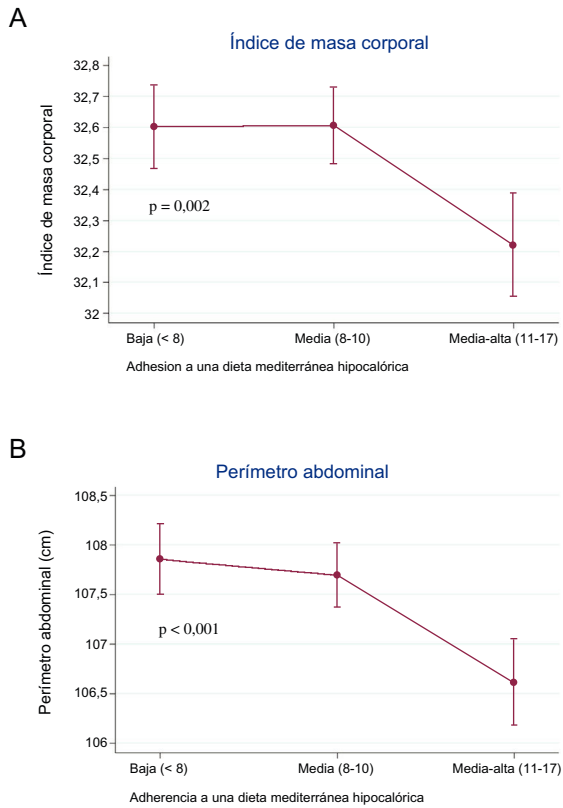 A
Índice de masa corporal
32,8
32,7
32,6
32,5
32,4
32,3
32,2
32,1
32
Índice de masa corporal
p = 0,002
Baja (< 8)
Media (8-10)
Media-alta (11-17)
Adhesion a una dieta mediterránea hipocalórica
B
Perímetro abdominal
108,5
108
107,5
107
106,5
106
Perímetro abdominal (cm)
p < 0,001
Baja (< 8)
Media (8-10)
Media-alta (11-17)
Adherencia a una dieta mediterránea hipocalórica